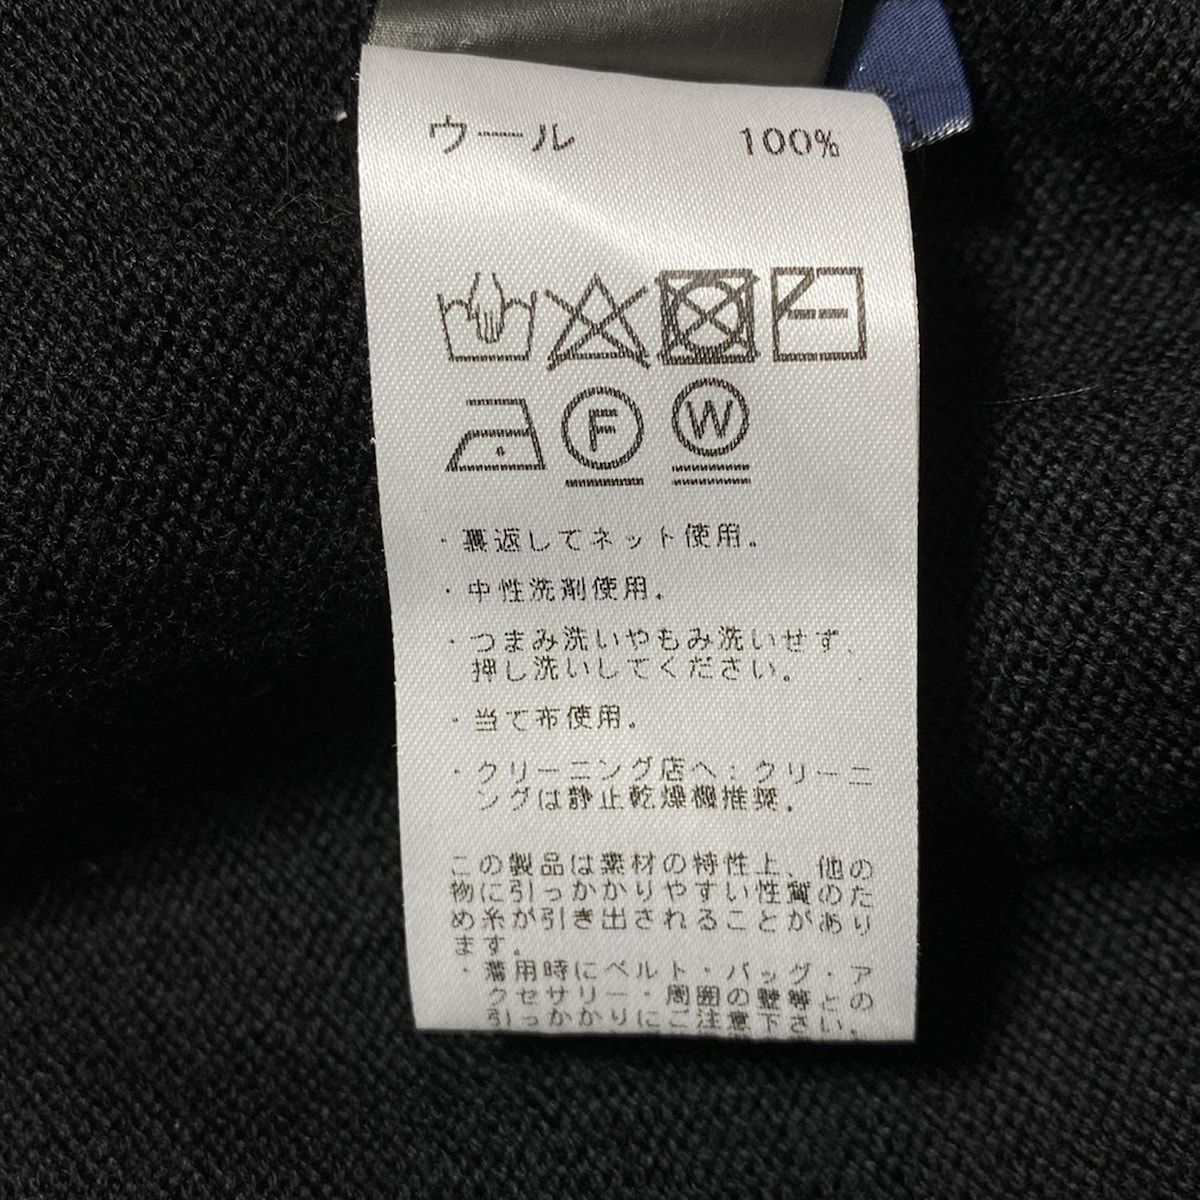 ウール 100%
F W
・裏返してネット使用。
・中性洗剤使用。
・つまみ洗いやもみ洗いせず、
押し洗いしてください。
・当て布使用。
・クリーニング店へ:クリーニ
ングは静止乾燥機推奨。
この製品は素材の特性上、他の
物に引っかかりやすい性質のた
め糸が引き出されることがあり
ます。
・着用時にベルト・バッグ・ア
クセサリー・周囲の壁等との
引っかかりにご注意下さい。